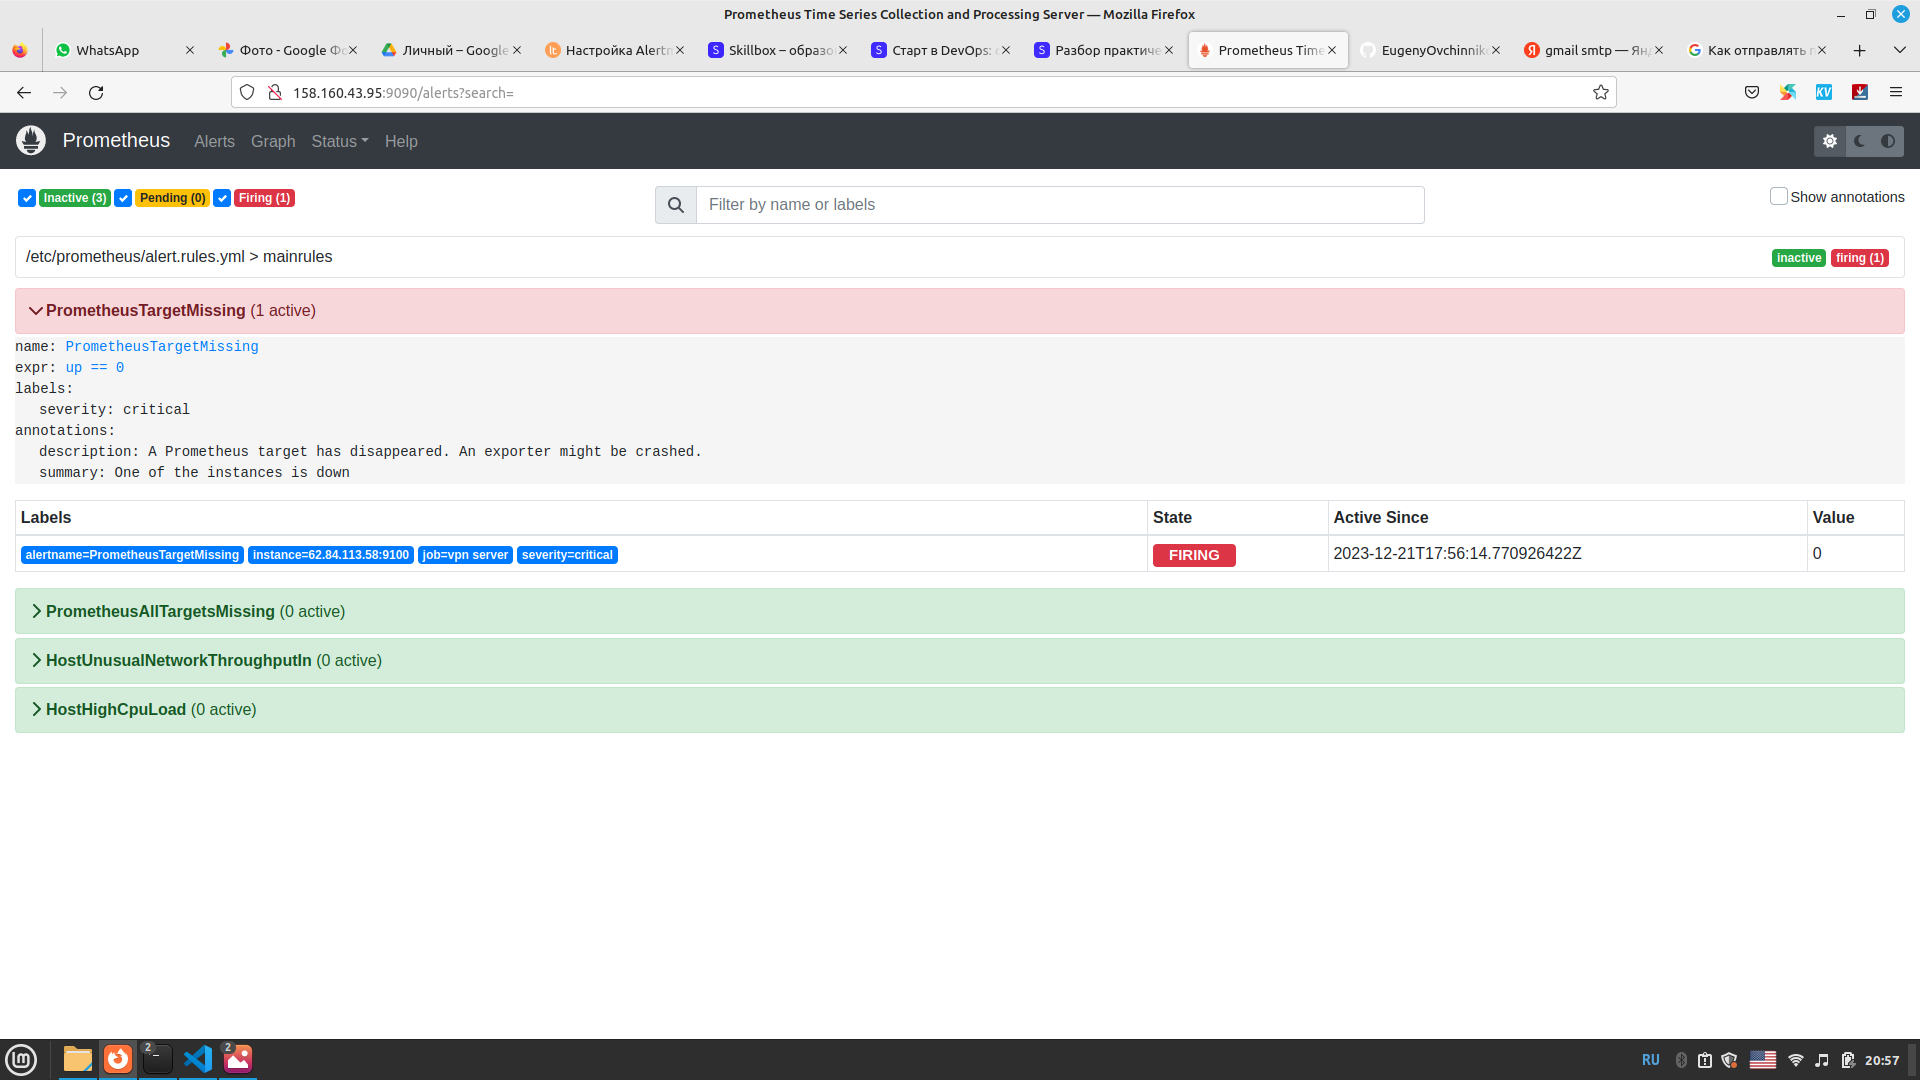 Prometheus Time Series Collection and Processing Server — Mozilla Firefox
WhatsApp
Фото - Google Фо
Личный – Google
Настройка Alertm
Skillbox – образо
Старт в DevOps: с
Разбор практиче
Prometheus Time
EugenyOvchinniko
gmail smtp — Янд
Как отправлять п
158.160.43.95:9090/alerts?search=
KV
Prometheus
Alerts
Graph
Status
Help
Inactive (3)
Pending (0)
Firing (1)
Filter by name or labels
Show annotations
/etc/prometheus/alert.rules.yml > mainrules
inactive
firing (1)
PrometheusTargetMissing (1 active)
name: PrometheusTargetMissing
expr: up == 0
labels:
severity: critical
annotations:
description: A Prometheus target has disappeared. An exporter might be crashed.
summary: One of the instances is down
Labels State Active Since Value
alertname=PrometheusTargetMissing instance=62.84.113.58:9100 job=vpn server severity=critical FIRING 2023-12-21T17:56:14.770926422Z 0
PrometheusAllTargetsMissing (0 active)
HostUnusualNetworkThroughputIn (0 active)
HostHighCpuLoad (0 active)
2
2
RU
20:57